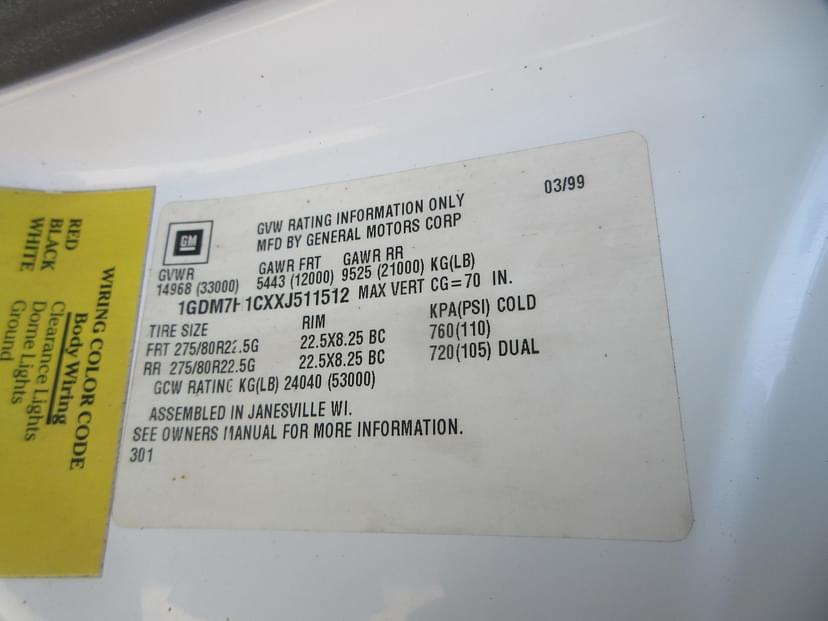 GM
GVW RATING INFORMATION ONLY
MFD BY GENERAL MOTORS CORP
03/99
GVWR GAWR FRT GAWR RR
14968 (33000) 5443 (12000) 9525 (21000) KG(LB)
1GDM7H1CXXJ511512 MAX VERT CG=70 IN.
TIRE SIZE RIM KPA(PSI) COLD
FRT 275/80R22.5G 22.5X8.25 BC 760(110)
RR 275/80R22.5G 22.5X8.25 BC 720(105) DUAL
GCW RATING KG(LB) 24040 (53000)
ASSEMBLED IN JANESVILLE WI.
SEE OWNERS MANUAL FOR MORE INFORMATION.
301
WIRING COLOR CODE
Body Wiring
RED Clearance Lights
BLACK Dome Lights
WHITE Ground